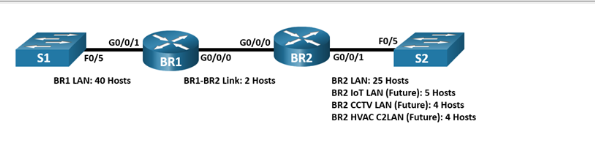 G0/0/1 G0/0/0 F0/5
S1 F0/5 BR1 G0/0/0 BR2 G0/0/1 S2
BR1 LAN: 40 Hosts BR1-BR2 Link: 2 Hosts BR2 LAN: 25 Hosts
BR2 IoT LAN (Future): 5 Hosts
BR2 CCTV LAN (Future): 4 Hosts
BR2 HVAC C2LAN (Future): 4 Hosts